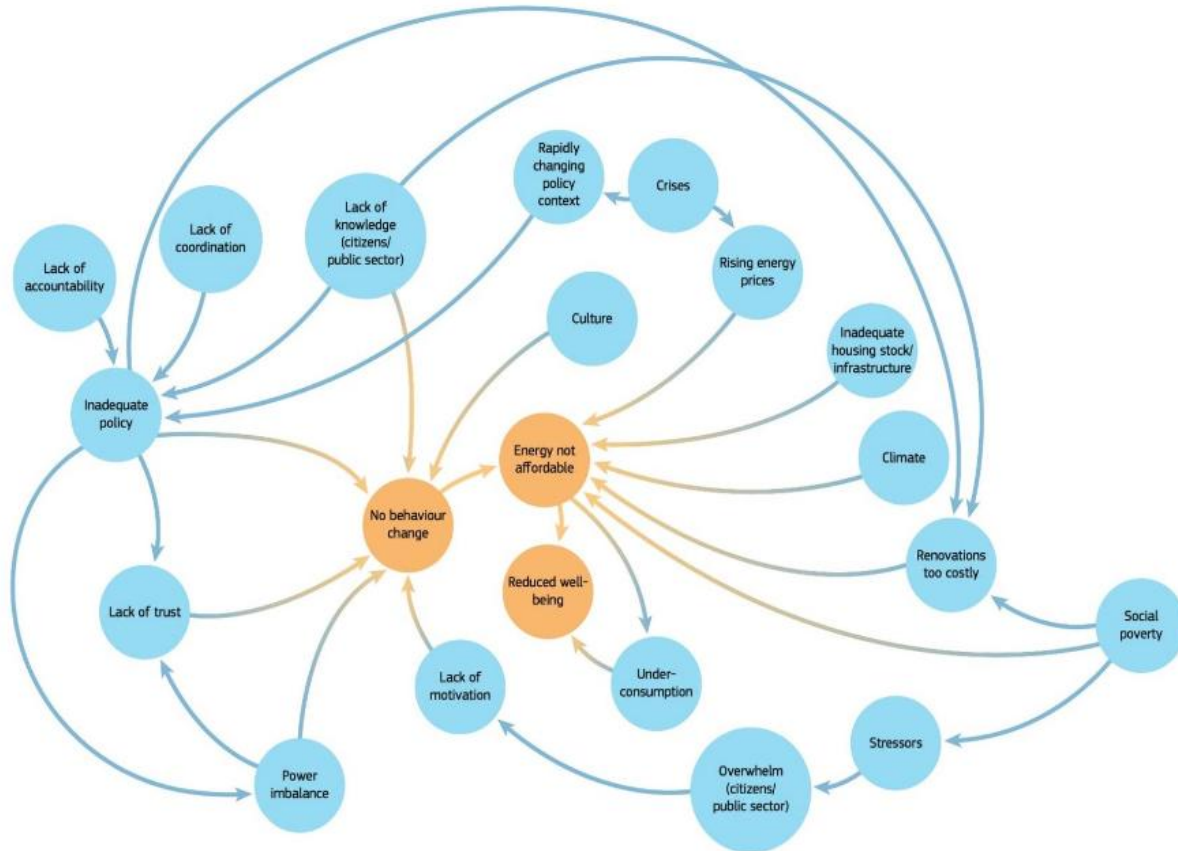 Rapidly
changing
policy
context
Crises
Lack of
knowledge
(citizens/
public sector)
Lack of
coordination
Lack of
accountability
Rising energy
prices
Culture
Inadequate
housing stock/
infrastructure
Inadequate
policy
Energy not
affordable
Climate
No behaviour
change
Renovations
too costly
Reduced well-
being
Lack of trust
Social
poverty
Lack of
motivation
Under-
consumption
Stressors
Power
imbalance
Overwhelm
(citizens/
public sector)